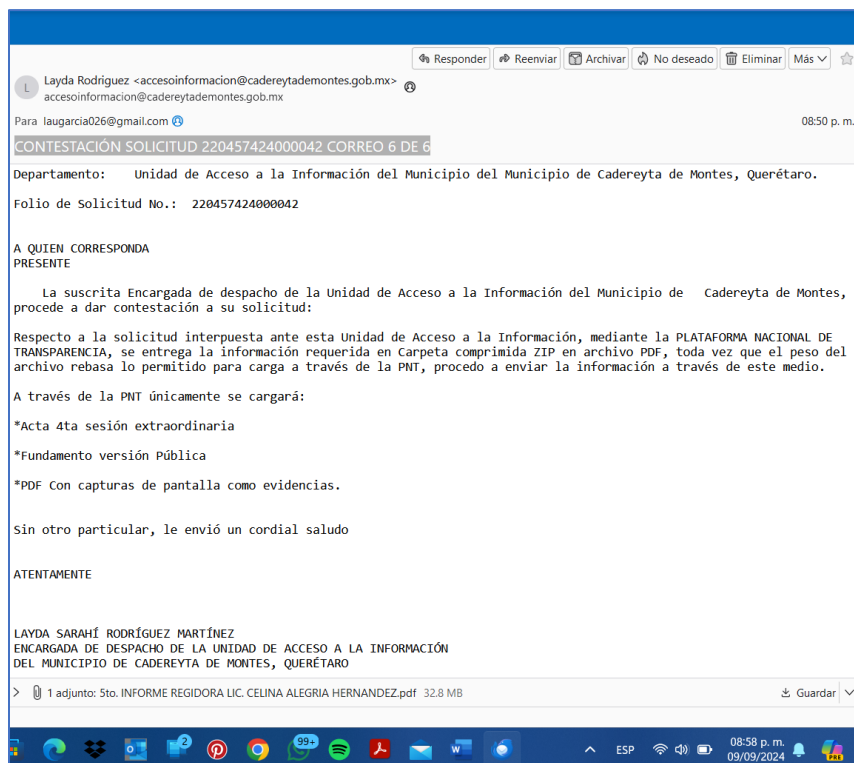 Responder Reenviar Archivar No deseado Eliminar Más
L
Layda Rodriguez <accesoinformacion@cadereytademontes.gob.mx>
accesoinformacion@cadereytademontes.gob.mx
Para laugarcia026@gmail.com 08:50 p. m.
CONTESTACIÓN SOLICITUD 220457424000042 CORREO 6 DE 6
Departamento: Unidad de Acceso a la Información del Municipio del Municipio de Cadereyta de Montes, Querétaro.
Folio de Solicitud No.: 220457424000042
A QUIEN CORRESPONDA
PRESENTE
La suscrita Encargada de despacho de la Unidad de Acceso a la Información del Municipio de Cadereyta de Montes,
procede a dar contestación a su solicitud:
Respecto a la solicitud interpuesta ante esta Unidad de Acceso a la Información, mediante la PLATAFORMA NACIONAL DE
TRANSPARENCIA, se entrega la información requerida en Carpeta comprimida ZIP en archivo PDF, toda vez que el peso del
archivo rebasa lo permitido para carga a través de la PNT, procedo a enviar la información a través de este medio.
A través de la PNT únicamente se cargará:
*Acta 4ta sesión extraordinaria
*Fundamento versión Pública
*PDF Con capturas de pantalla como evidencias.
Sin otro particular, le envió un cordial saludo
ATENTAMENTE
LAYDA SARAHÍ RODRÍGUEZ MARTÍNEZ
ENCARGADA DE DESPACHO DE LA UNIDAD DE ACCESO A LA INFORMACIÓN
DEL MUNICIPIO DE CADEREYTA DE MONTES, QUERÉTARO
1 adjunto: 5to. INFORME REGIDORA LIC. CELINA ALEGRIA HERNANDEZ.pdf 32.8 MB Guardar
2 99+ ESP 08:58 p. m.
09/09/2024 PRE